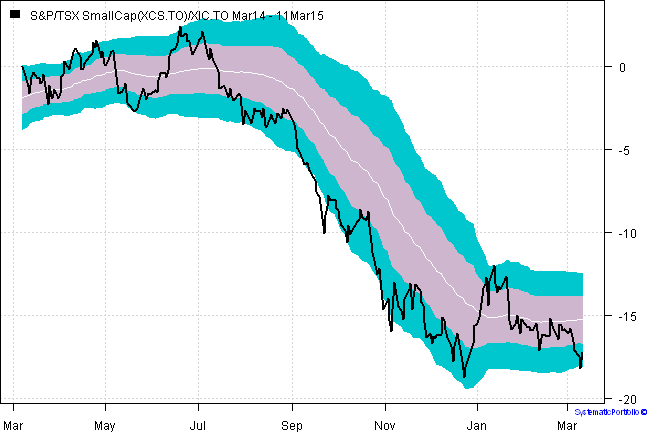 S&P/TSX SmallCap(XCS.TO)/XIC.TO Mar14 - 11Mar15
0
-5
-10
-15
-20
Mar May Jul Sep Nov Jan Mar
SystematicPortfolio ©